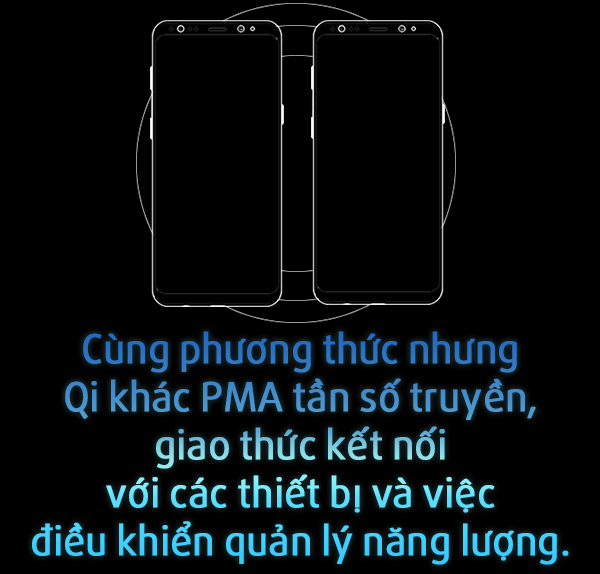 Cùng phương thức nhưng
Qi khác PMA tần số truyền,
giao thức kết nối
với các thiết bị và việc
điều khiển quản lý năng lượng.